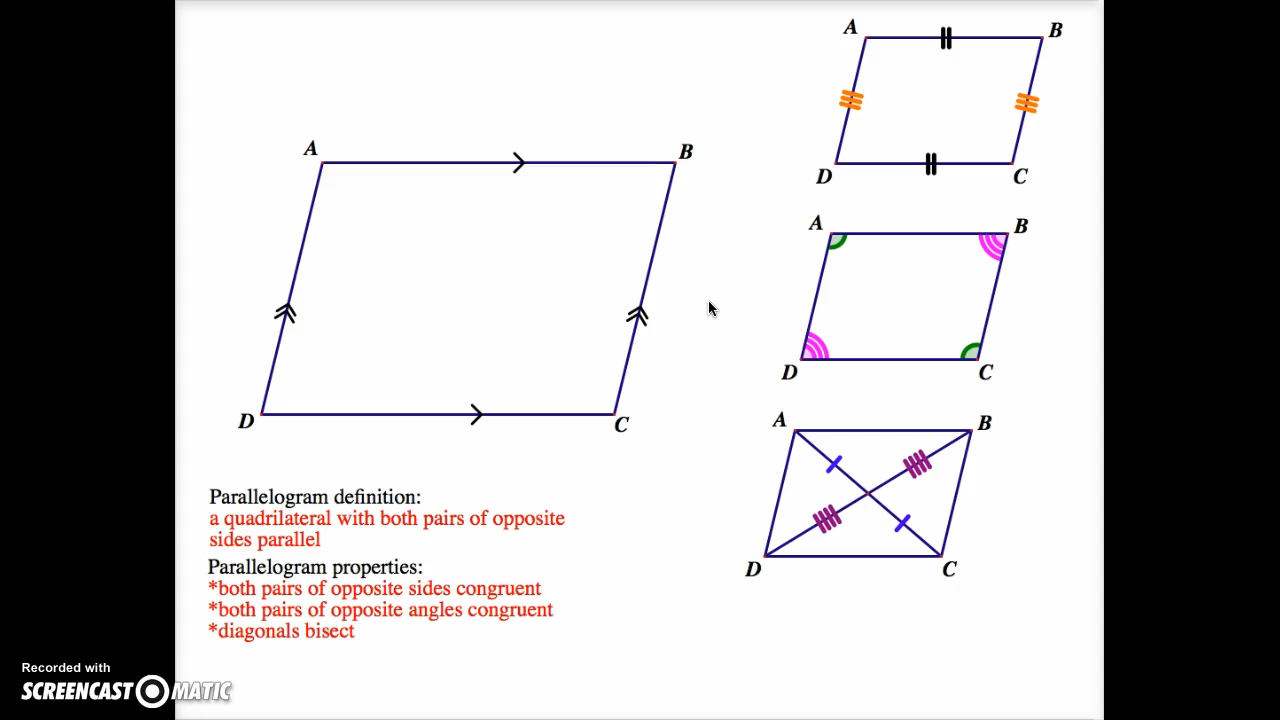 A
B
D
C
A
B
D
C
A
B
D
C
A
B
D
C
Parallelogram definition:
a quadrilateral with both pairs of opposite
sides parallel
Parallelogram properties:
*both pairs of opposite sides congruent
*both pairs of opposite angles congruent
*diagonals bisect
Recorded with
SCREENCAST MATIC